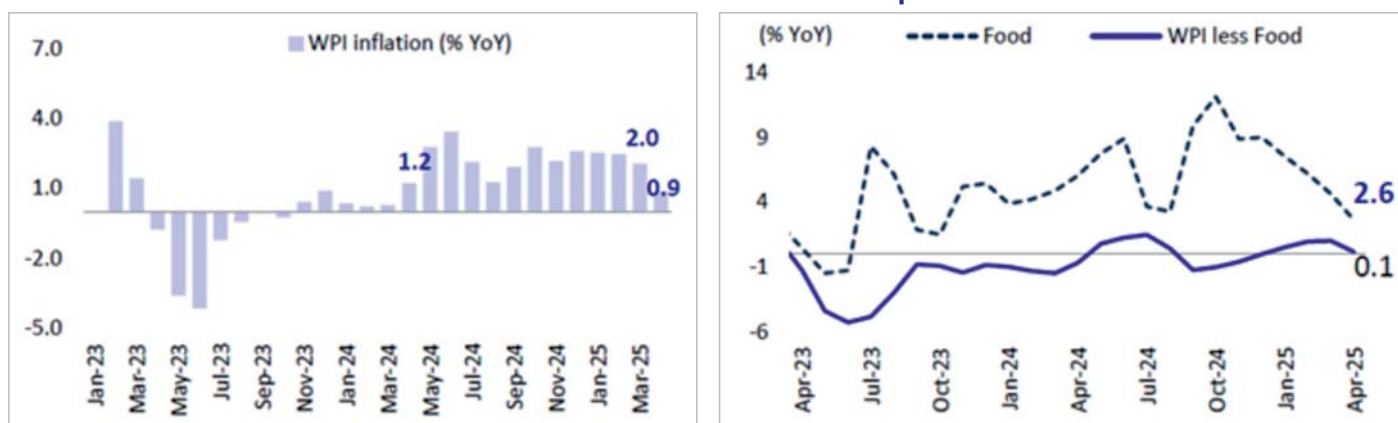 WPI inflation (% YoY)
7.0
4.0
1.0
-2.0
-5.0
1.2
2.0
0.9
Jan-23
Mar-23
May-23
Jul-23
Sep-23
Nov-23
Jan-24
Mar-24
May-24
Jul-24
Sep-24
Nov-24
Jan-25
Mar-25
(% YoY)
Food
WPI less Food
14
9
4
-1
-6
2.6
0.1
Apr-23
Jul-23
Oct-23
Jan-24
Apr-24
Jul-24
Oct-24
Jan-25
Apr-25